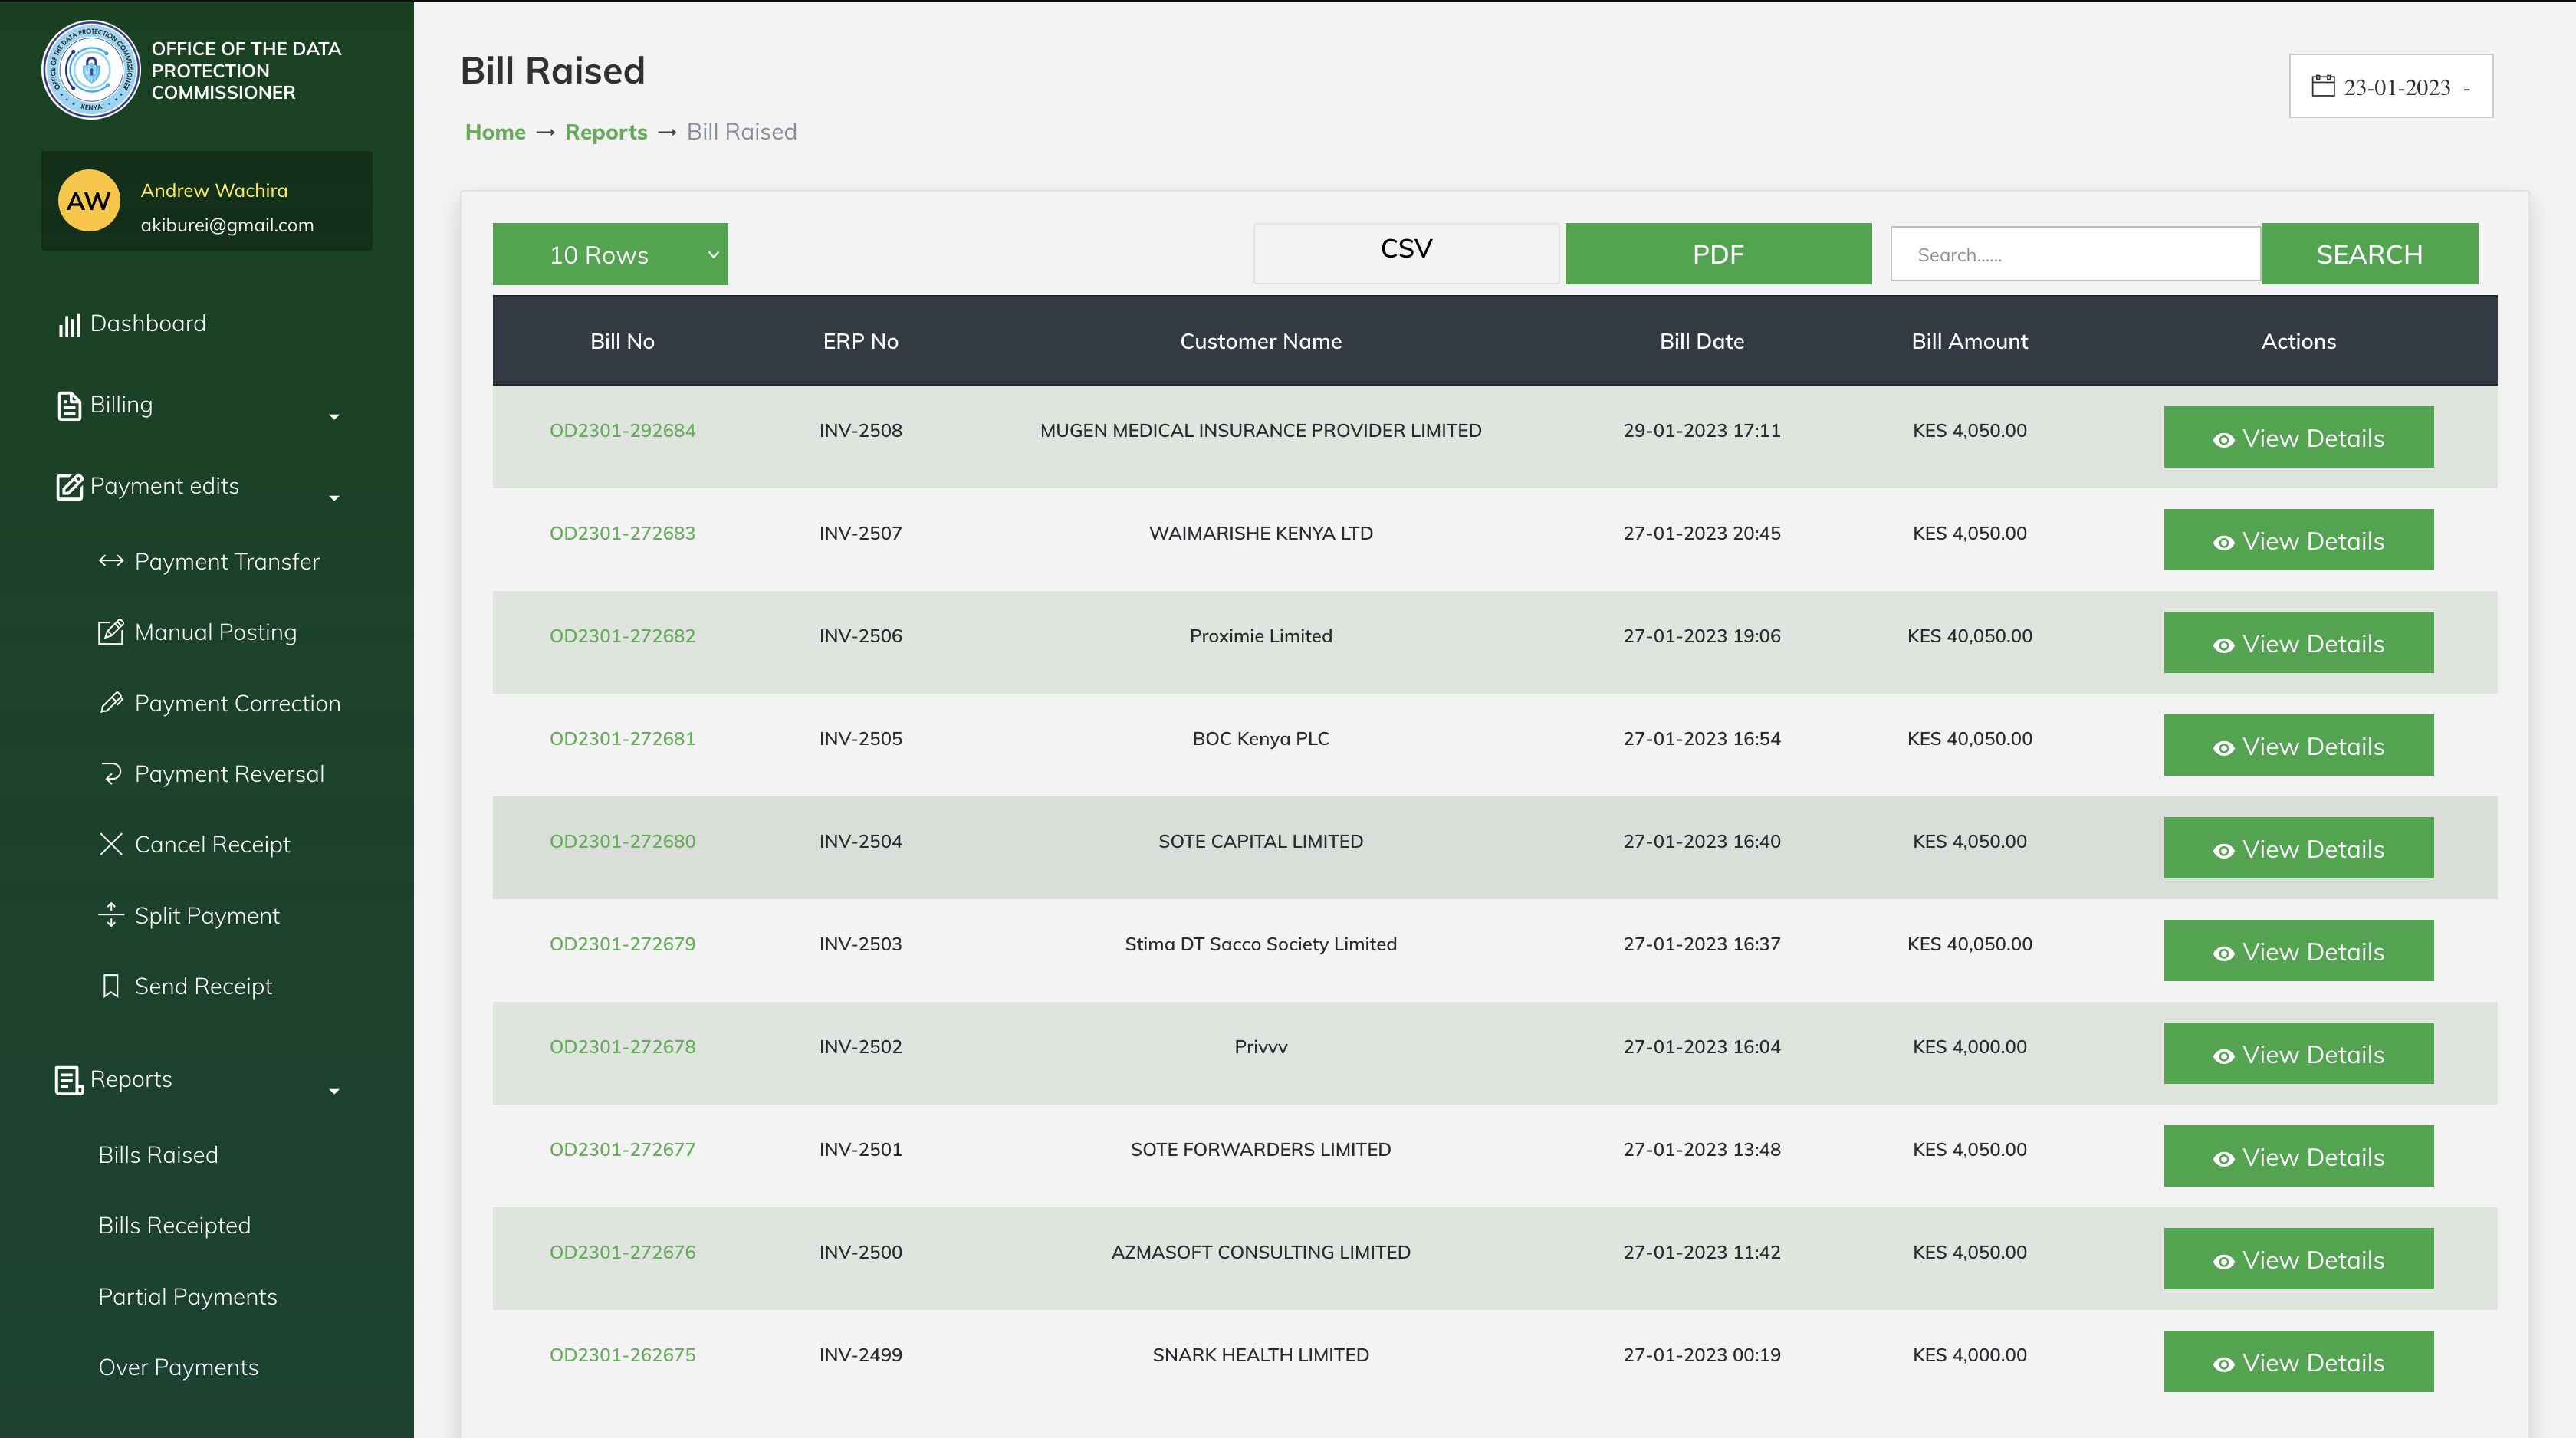 OFFICE OF THE DATA PROTECTION COMMISSIONER
KENYA
OFFICE OF THE DATA
PROTECTION
COMMISSIONER
AW
Andrew Wachira
akiburei@gmail.com
Dashboard
Billing
Payment edits
Payment Transfer
Manual Posting
Payment Correction
Payment Reversal
Cancel Receipt
Split Payment
Send Receipt
Reports
Bills Raised
Bills Receipted
Partial Payments
Over Payments
Bill Raised
Home → Reports → Bill Raised
23-01-2023 -
10 Rows
CSV
PDF
Search......
SEARCH
Bill No ERP No Customer Name Bill Date Bill Amount Actions
OD2301-292684 INV-2508 MUGEN MEDICAL INSURANCE PROVIDER LIMITED 29-01-2023 17:11 KES 4,050.00 View Details
OD2301-272683 INV-2507 WAIMARISHE KENYA LTD 27-01-2023 20:45 KES 4,050.00 View Details
OD2301-272682 INV-2506 Proximie Limited 27-01-2023 19:06 KES 40,050.00 View Details
OD2301-272681 INV-2505 BOC Kenya PLC 27-01-2023 16:54 KES 40,050.00 View Details
OD2301-272680 INV-2504 SOTE CAPITAL LIMITED 27-01-2023 16:40 KES 4,050.00 View Details
OD2301-272679 INV-2503 Stima DT Sacco Society Limited 27-01-2023 16:37 KES 40,050.00 View Details
OD2301-272678 INV-2502 Privvv 27-01-2023 16:04 KES 4,000.00 View Details
OD2301-272677 INV-2501 SOTE FORWARDERS LIMITED 27-01-2023 13:48 KES 4,050.00 View Details
OD2301-272676 INV-2500 AZMASOFT CONSULTING LIMITED 27-01-2023 11:42 KES 4,050.00 View Details
OD2301-262675 INV-2499 SNARK HEALTH LIMITED 27-01-2023 00:19 KES 4,000.00 View Details